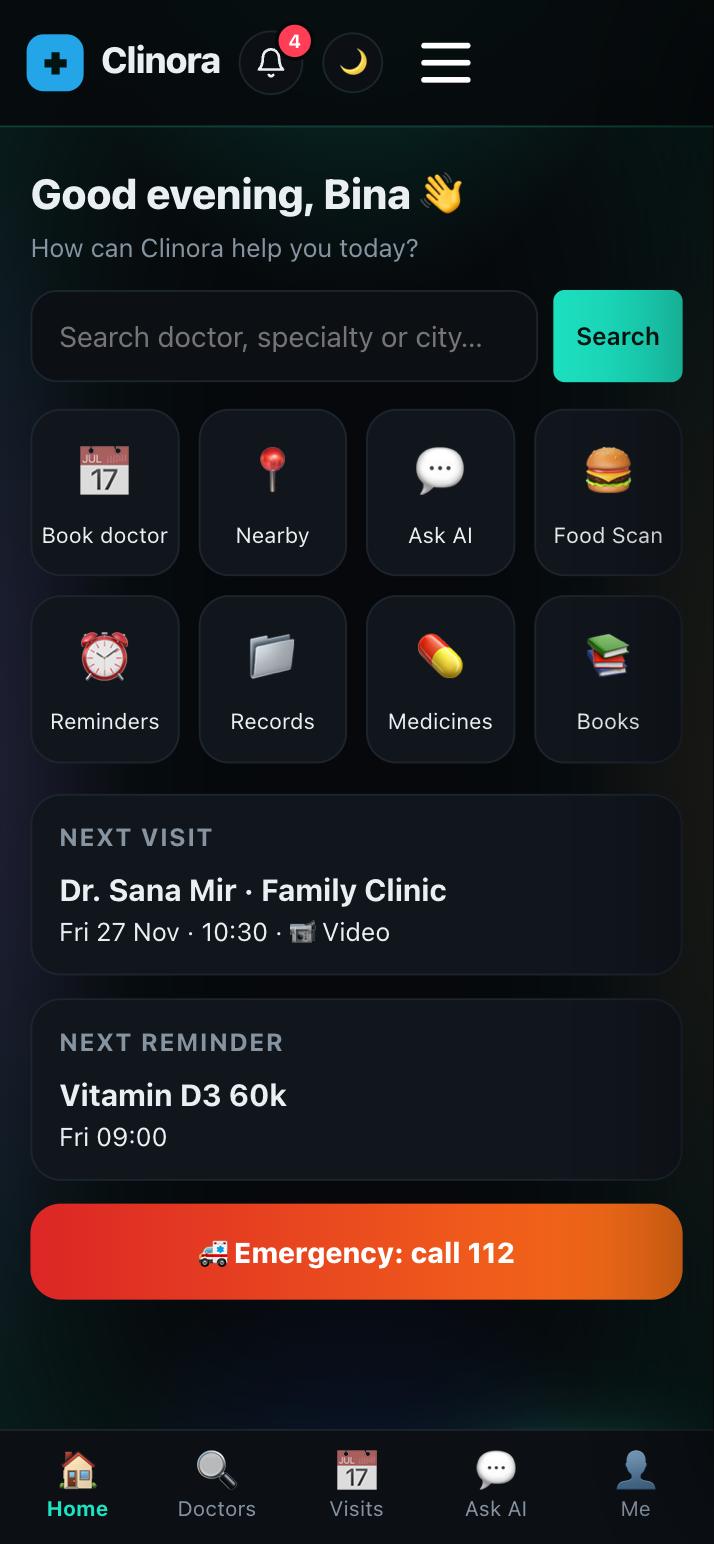 Clinora
4
Good evening, Bina 👋
How can Clinora help you today?
Search doctor, specialty or city...
Search
JUL
17
Book doctor
Nearby
Ask AI
Food Scan
Reminders
Records
Medicines
Books
NEXT VISIT
Dr. Sana Mir · Family Clinic
Fri 27 Nov · 10:30 · 📹 Video
NEXT REMINDER
Vitamin D3 60k
Fri 09:00
🚑 Emergency: call 112
JUL
17
Home
Doctors
Visits
Ask AI
Me